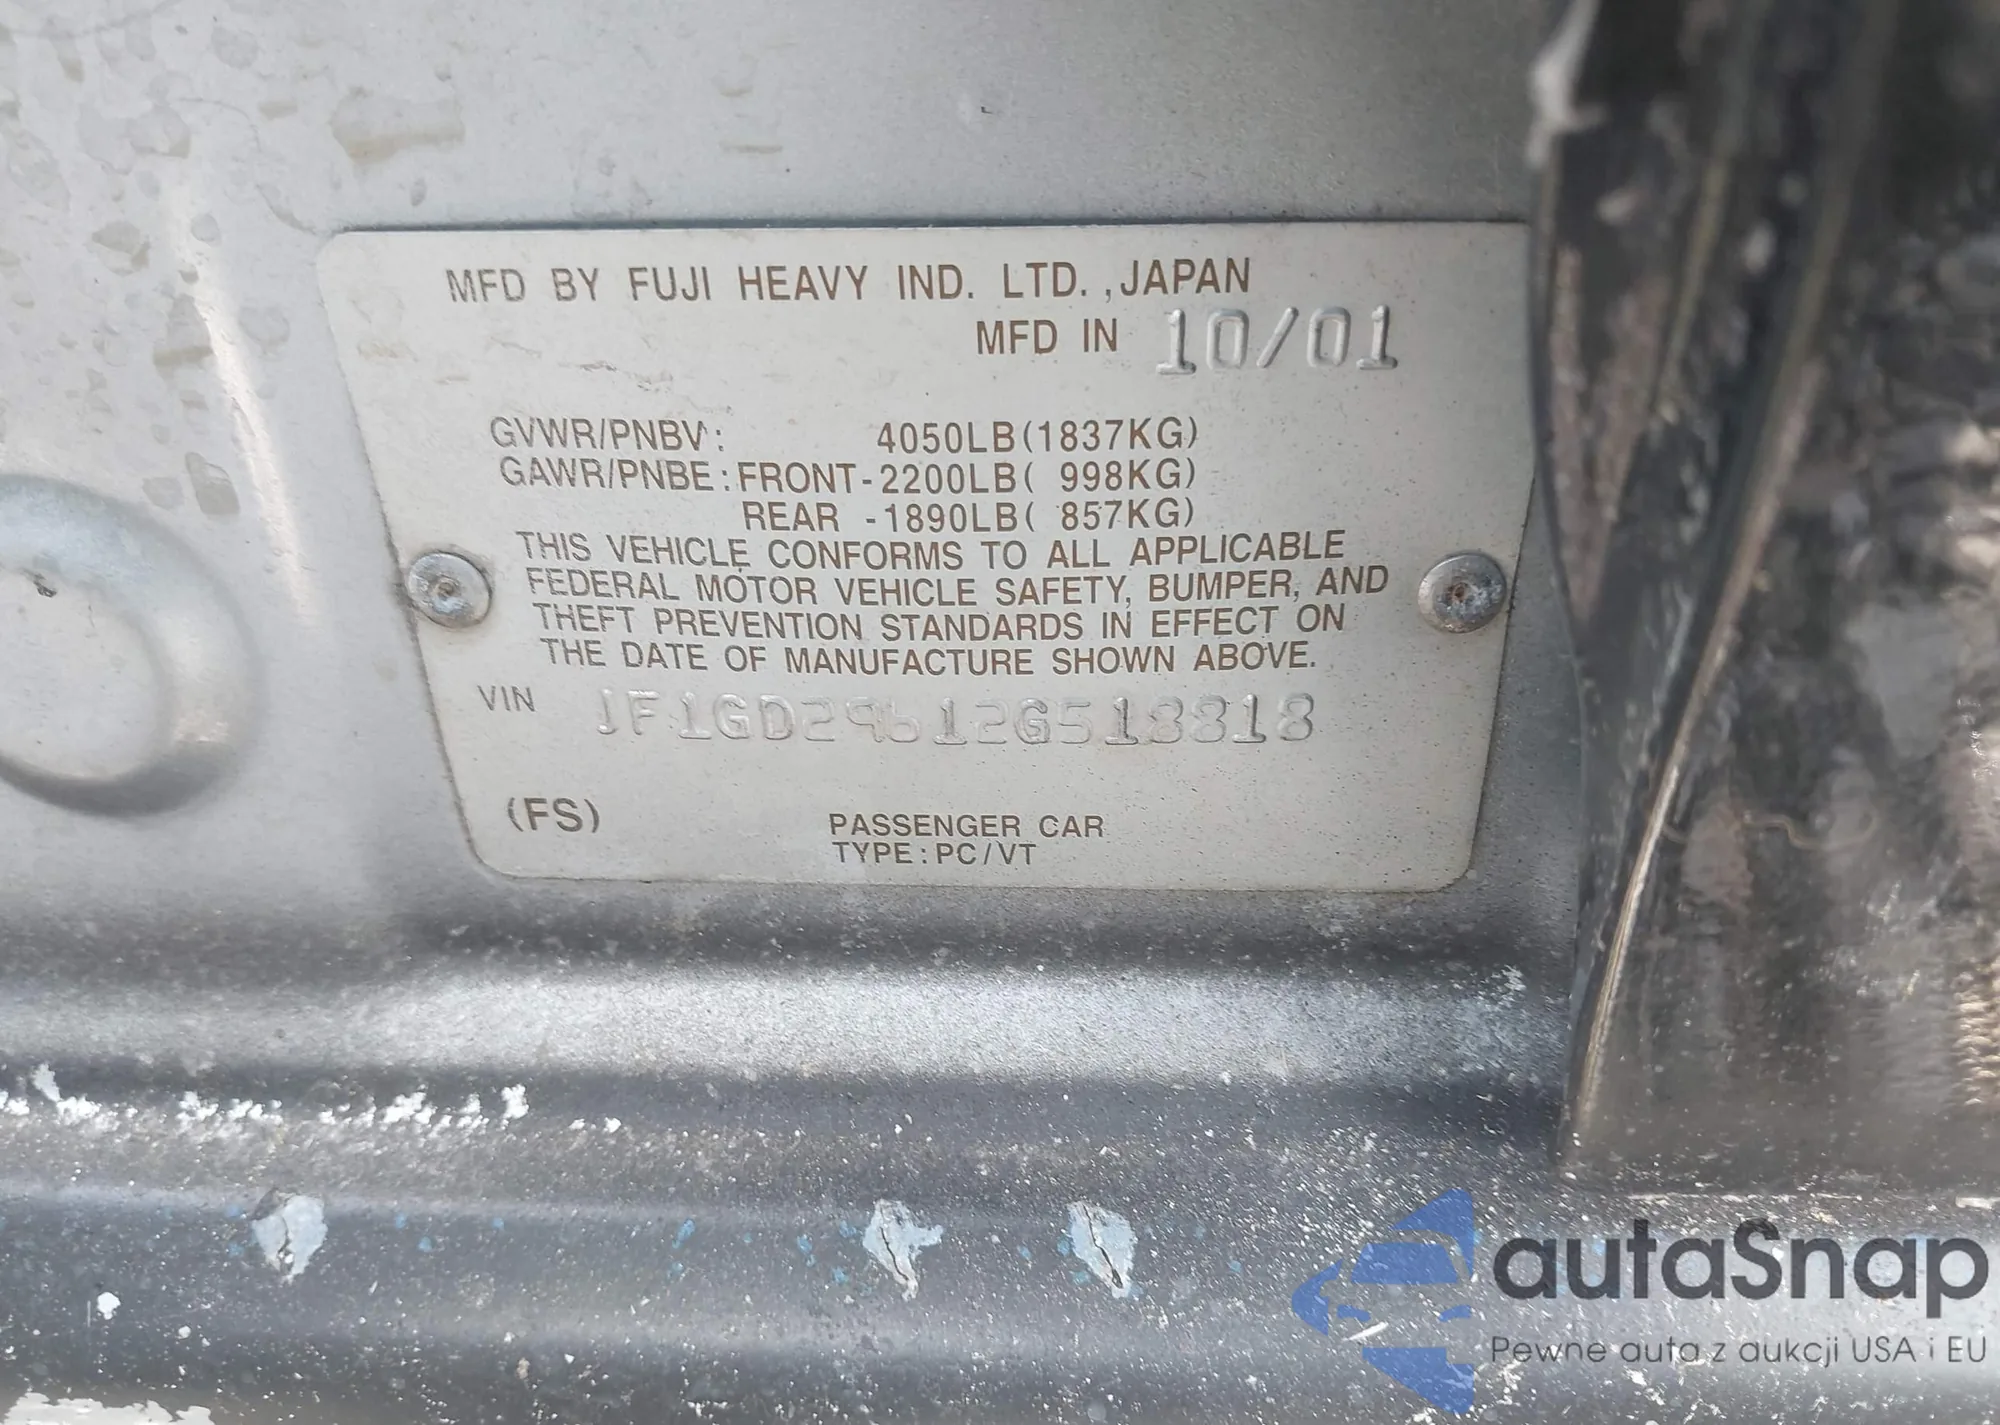 MFD BY FUJI HEAVY IND. LTD.,JAPAN
MFD IN 10/01
GVWR/PNBV: 4050LB(1837KG)
GAWR/PNBE:FRONT-2200LB( 998KG)
REAR -1890LB( 857KG)
THIS VEHICLE CONFORMS TO ALL APPLICABLE
FEDERAL MOTOR VEHICLE SAFETY, BUMPER, AND
THEFT PREVENTION STANDARDS IN EFFECT ON
THE DATE OF MANUFACTURE SHOWN ABOVE.
VIN JF1GD29612G518818
(FS) PASSENGER CAR
TYPE:PC/VT
autaSnap
Pewne auta z aukcji USA i EU